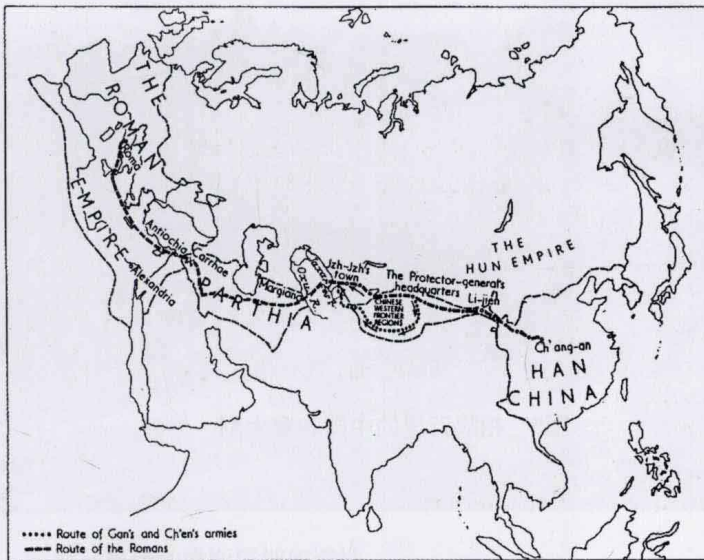 THE
ROMAN
EMPIRE
Roma
Antiochia
Carrhae
Alexandria
PARTHIA
Margiana
Oxus R.
Jzh-Jzh's
town
The Protector-general's
headquarters
CHINESE
WESTERN
FRONTIER
REGIONS
THE
HUN EMPIRE
Li-jien
Ch'ang-an
HAN
CHINA
Route of Gan's and Ch'en's armies
Route of the Romans